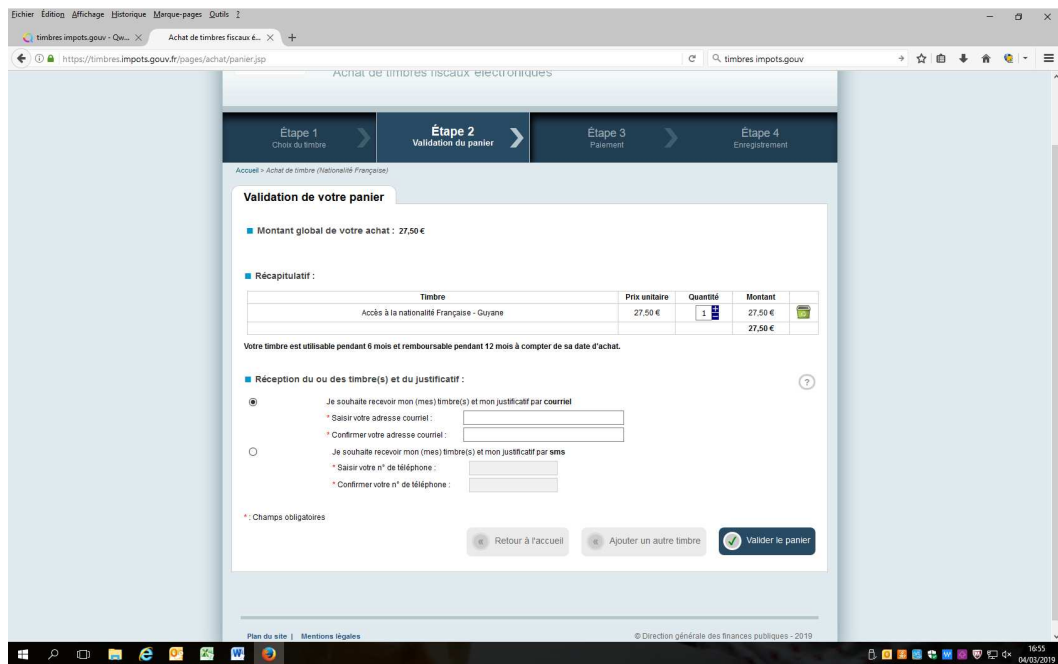 Fichier Édition Affichage Historique Marque-pages Outils ?
timbres impots.gouv - Qw... Achat de timbres fiscaux é...
https://timbres.impots.gouv.fr/pages/achat/panier.jsp timbres impots.gouv
Achat de timbres fiscaux électroniques
Étape 1 Étape 2 Étape 3 Étape 4
Choix du timbre Validation du panier Paiement Enregistrement
Accueil > Achat de timbre (Nationalité Française)
Validation de votre panier
Montant global de votre achat : 27,50 €
Récapitulatif :
Timbre Prix unitaire Quantité Montant
Accès à la nationalité Française - Guyane 27,50 € 1 27,50 €
27,50 €
Votre timbre est utilisable pendant 6 mois et remboursable pendant 12 mois à compter de sa date d'achat.
Réception du ou des timbre(s) et du justificatif : ?
Je souhaite recevoir mon (mes) timbre(s) et mon justificatif par courriel
* Saisir votre adresse courriel :
* Confirmer votre adresse courriel :
Je souhaite recevoir mon (mes) timbre(s) et mon justificatif par sms
* Saisir votre n° de téléphone :
* Confirmer votre n° de téléphone :
* : Champs obligatoires
Retour à l'accueil Ajouter un autre timbre Valider le panier
Plan du site | Mentions légales © Direction générale des finances publiques - 2019
16:55
04/03/2019